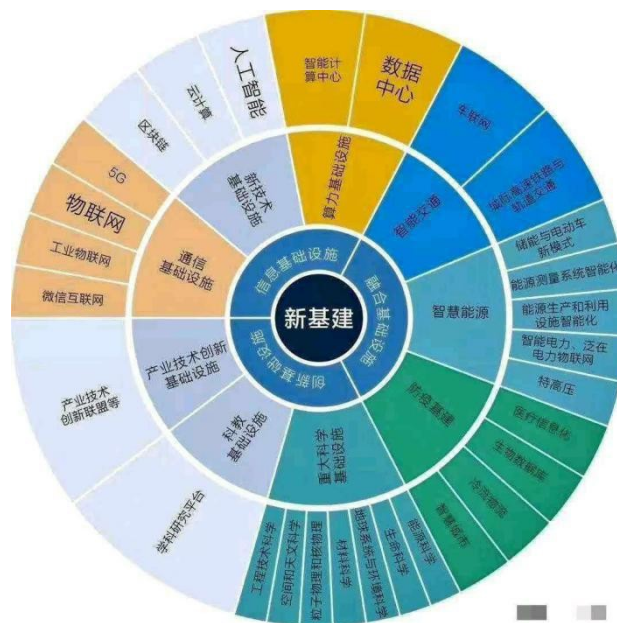 新基建
信息基础设施
融合基础设施
创新基础设施
新技术
基础设施
人工智能
云计算
区块链
通信
基础设施
5G
物联网
工业物联网
微信互联网
算力基础设施
智能计
算中心
数据
中心
智能交通
车联网
城际高速铁路与
轨道交通
智慧能源
储能与电动车
新模式
能源测量系统智能化
能源生产和利用
设施智能化
智能电力、泛在
电力物联网
特高压
防疫基建
医疗信息化
生物数据库
冷流物流
智慧城市
重大科学
基础设施
能源科学
生命科学
地球系统与环境科学
粒子物理和核物理
空间和天文科学
工程技术科学
科教
基础设施
学科研究平台
产业技术创新
基础设施
产业技术
创新联盟等